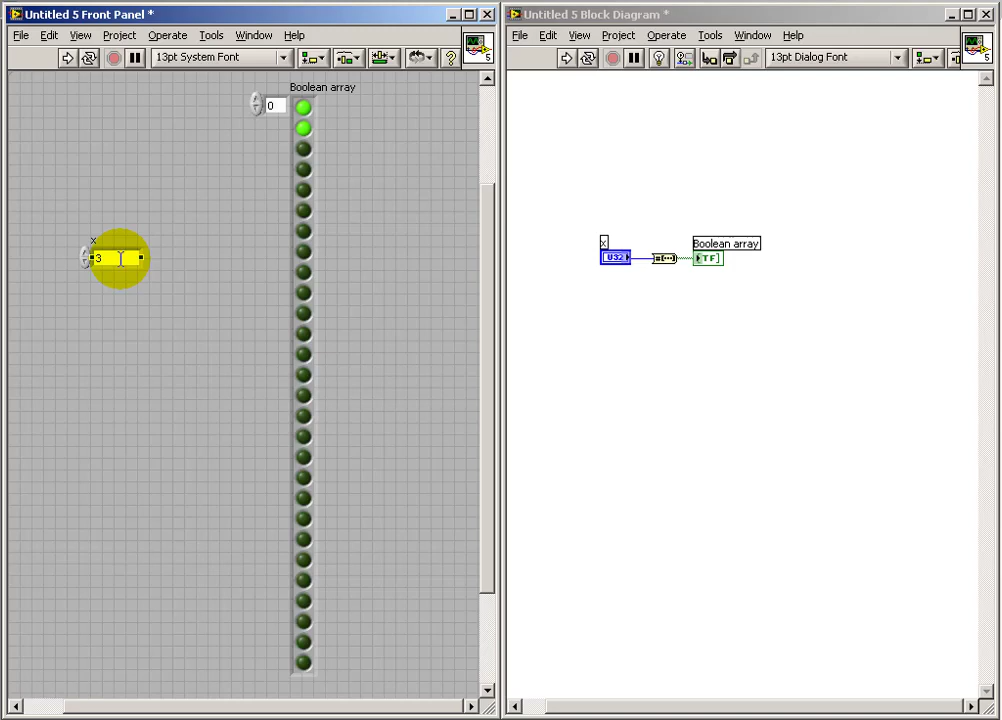 Untitled 5 Front Panel *
File Edit View Project Operate Tools Window Help
13pt System Font
?
5
Boolean array
0
x
3
Untitled 5 Block Diagram *
File Edit View Project Operate Tools Window Help
13pt Dialog Font
5
x
U32
Boolean array
TF]